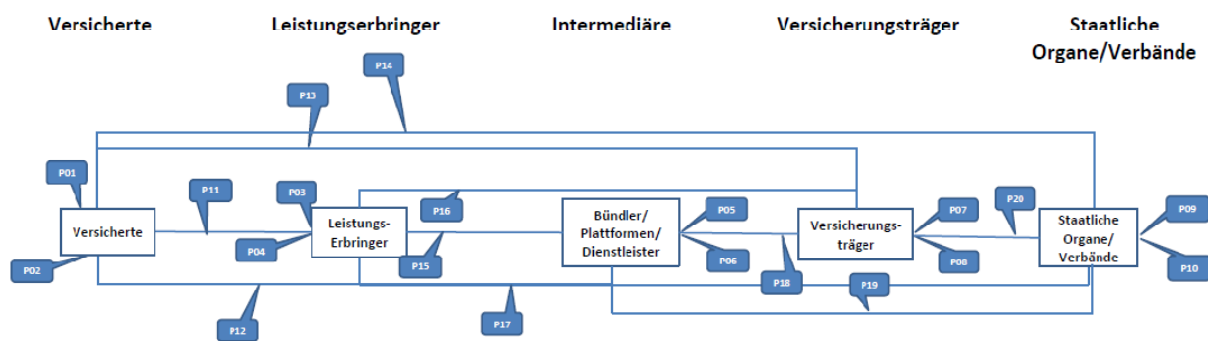 Versicherte
Leistungserbringer
Intermediäre
Versicherungsträger
Staatliche
Organe/Verbände
P14
P13
P01
P11
P03
P16
P05
P07
P20
P09
Versicherte
Leistungs-
Erbringer
Bündler/
Plattformen/
Dienstleister
Versicherungs-
träger
Staatliche
Organe/
Verbände
P02
P04
P15
P06
P18
P08
P19
P10
P12
P17